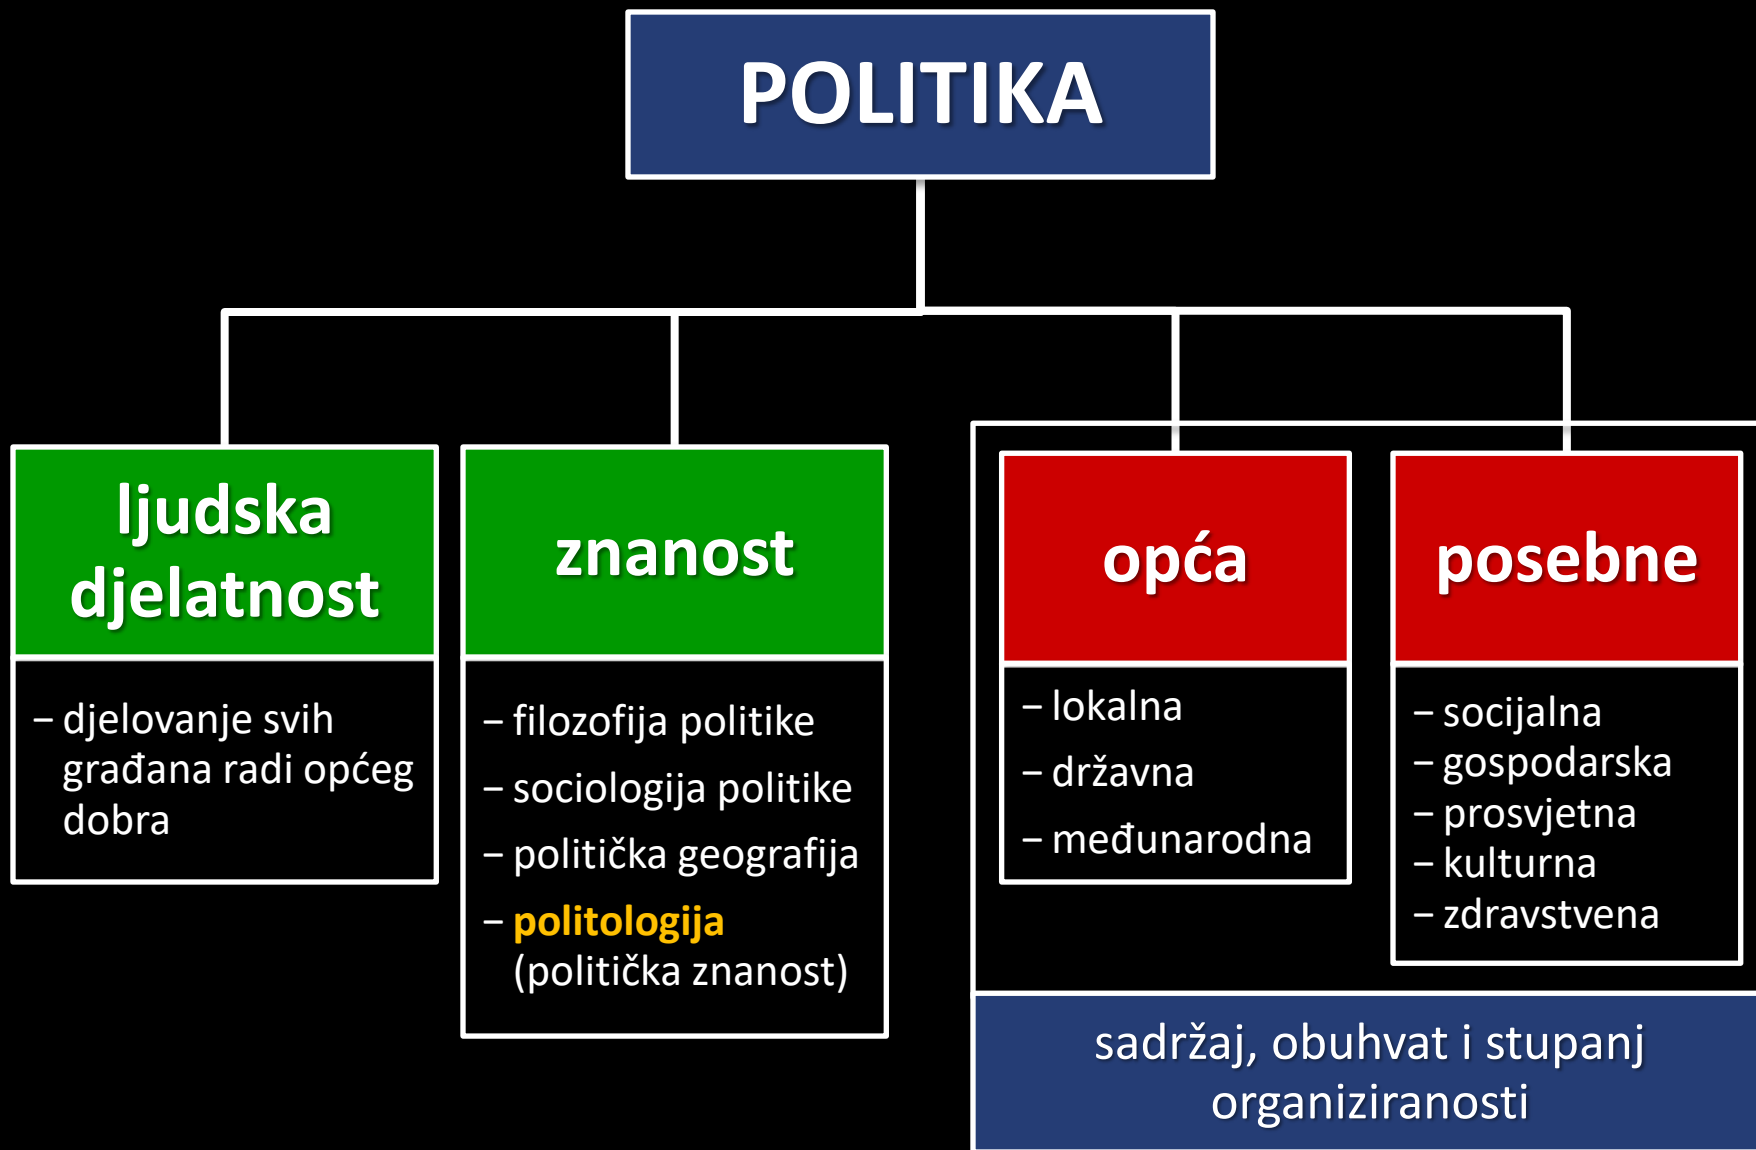 POLITIKA
ljudska
djelatnost
– djelovanje svih
građana radi općeg
dobra
znanost
– filozofija politike
– sociologija politike
– politička geografija
– politologija
(politička znanost)
opća
– lokalna
– državna
– međunarodna
posebne
– socijalna
– gospodarska
– prosvjetna
– kulturna
– zdravstvena
sadržaj, obuhvat i stupanj
organiziranosti